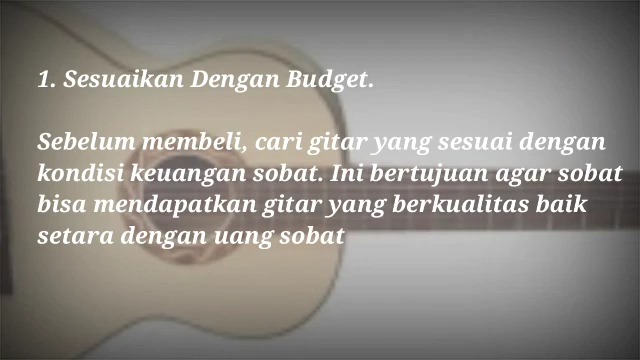 1. Sesuaikan Dengan Budget.
Sebelum membeli, cari gitar yang sesuai dengan
kondisi keuangan sobat. Ini bertujuan agar sobat
bisa mendapatkan gitar yang berkualitas baik
setara dengan uang sobat